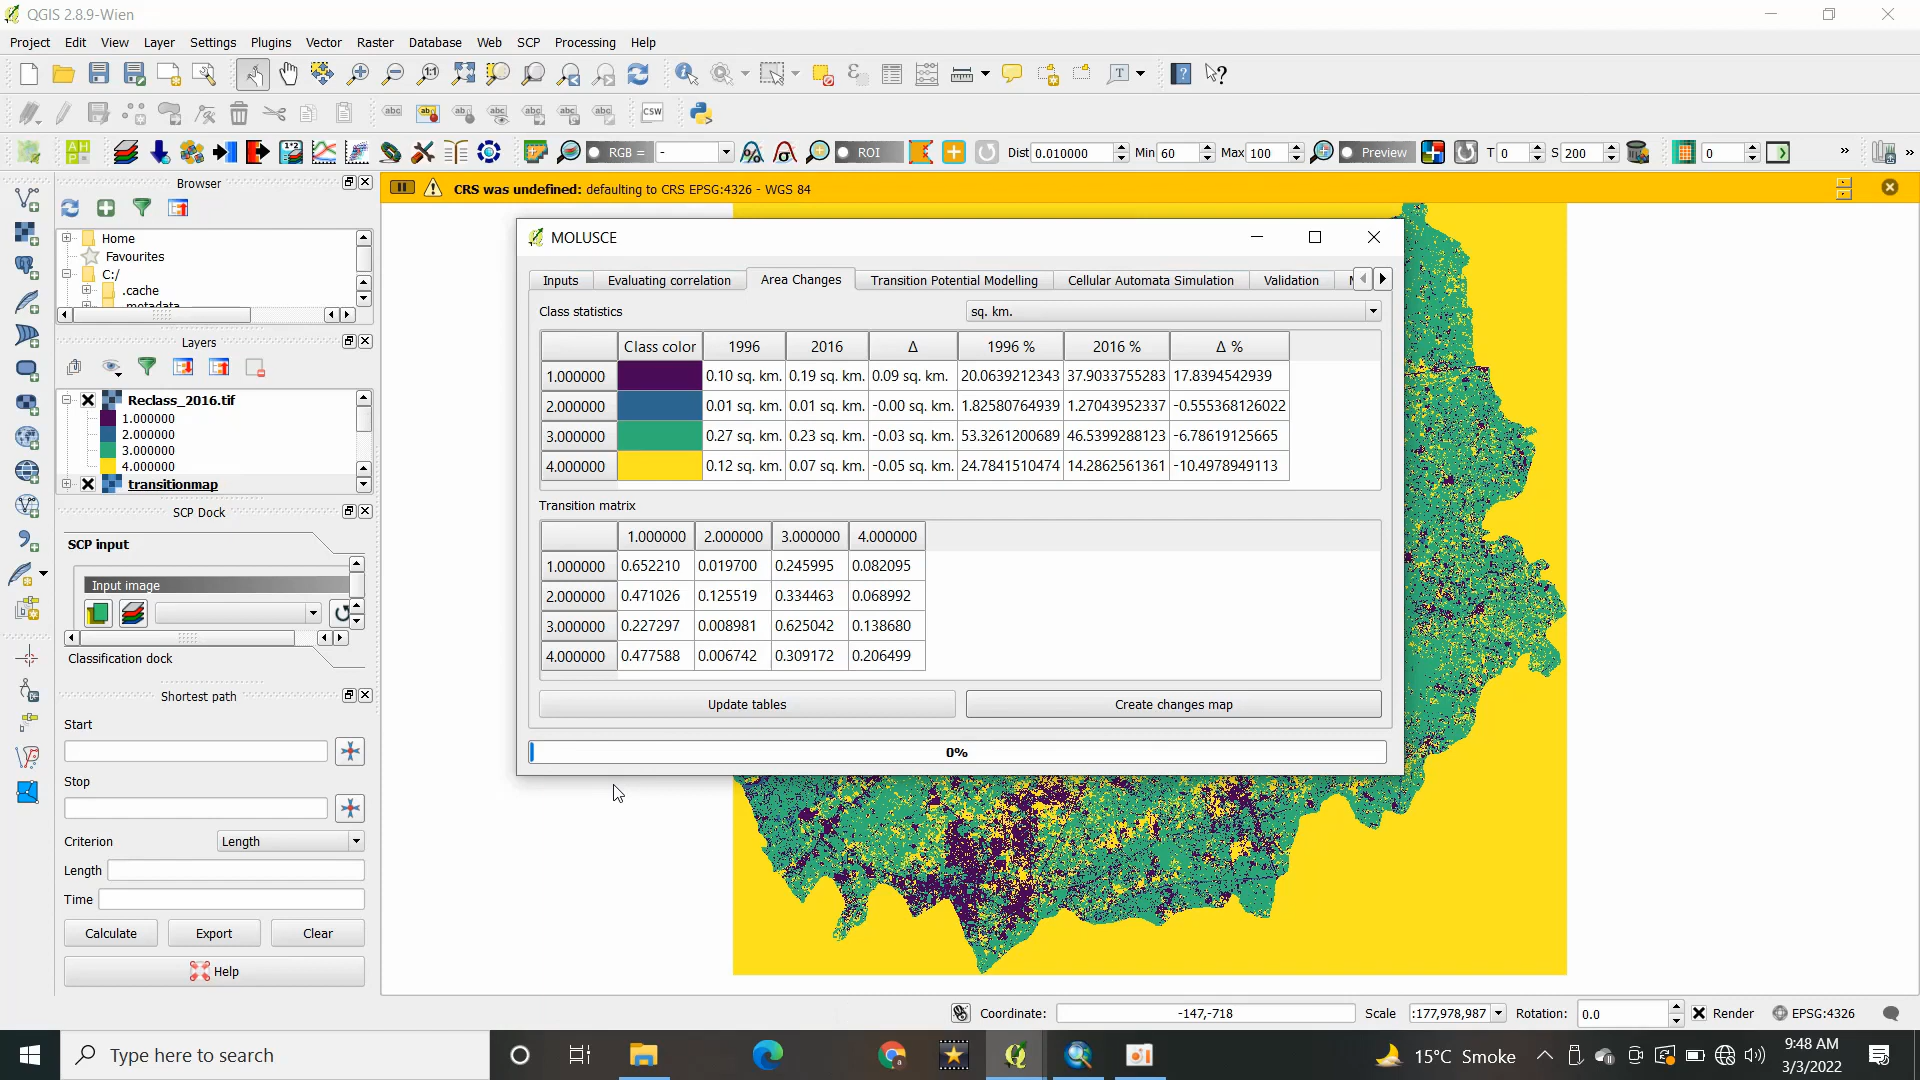 QGIS 2.8.9-Wien
Project Edit View Layer Settings Plugins Vector Raster Database Web SCP Processing Help
abc abc abc abc abc abc abc CSW
AHP RGB = - ROI Dist 0.010000 Min 60 Max 100 Preview T 0 S 200 0 »
Browser
CRS was undefined: defaulting to CRS EPSG:4326 - WGS 84
Home
Favourites
C:/
.cache
metadata
Layers
Reclass_2016.tif
1.000000
2.000000
3.000000
4.000000
transitionmap
SCP Dock
SCP input
Input image
Classification dock
Shortest path
Start
Stop
Criterion Length
Length
Time
Calculate Export Clear
Help
MOLUSCE
Inputs Evaluating correlation Area Changes Transition Potential Modelling Cellular Automata Simulation Validation
Class statistics sq. km.
Class color 1996 2016 Δ 1996 % 2016 % Δ %
1.000000 0.10 sq. km. 0.19 sq. km. 0.09 sq. km. 20.0639212343 37.9033755283 17.8394542939
2.000000 0.01 sq. km. 0.01 sq. km. -0.00 sq. km. 1.82580764939 1.27043952337 -0.555368126022
3.000000 0.27 sq. km. 0.23 sq. km. -0.03 sq. km. 53.3261200689 46.5399288123 -6.78619125665
4.000000 0.12 sq. km. 0.07 sq. km. -0.05 sq. km. 24.7841510474 14.2862561361 -10.4978949113
Transition matrix
1.000000 2.000000 3.000000 4.000000
1.000000 0.652210 0.019700 0.245995 0.082095
2.000000 0.471026 0.125519 0.334463 0.068992
3.000000 0.227297 0.008981 0.625042 0.138680
4.000000 0.477588 0.006742 0.309172 0.206499
Update tables Create changes map
0%
Coordinate: -147,-718 Scale :177,978,987 Rotation: 0.0 Render EPSG:4326
Type here to search
15°C Smoke
9:48 AM
3/3/2022